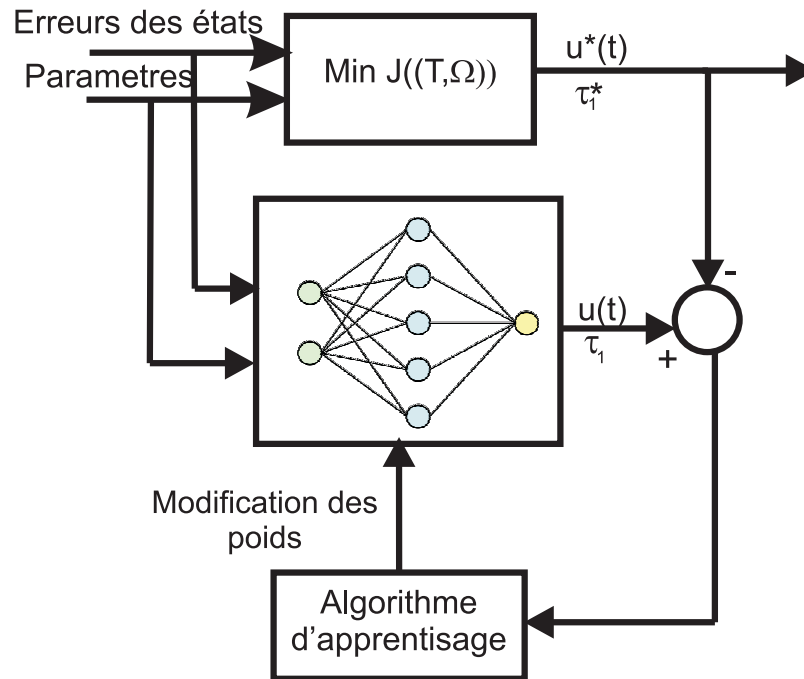 Erreurs des états
Parametres
Min J((T,Ω))
u*(t)
τ₁*
-
u(t)
τ₁
+
Modification des
poids
Algorithme
d'apprentisage